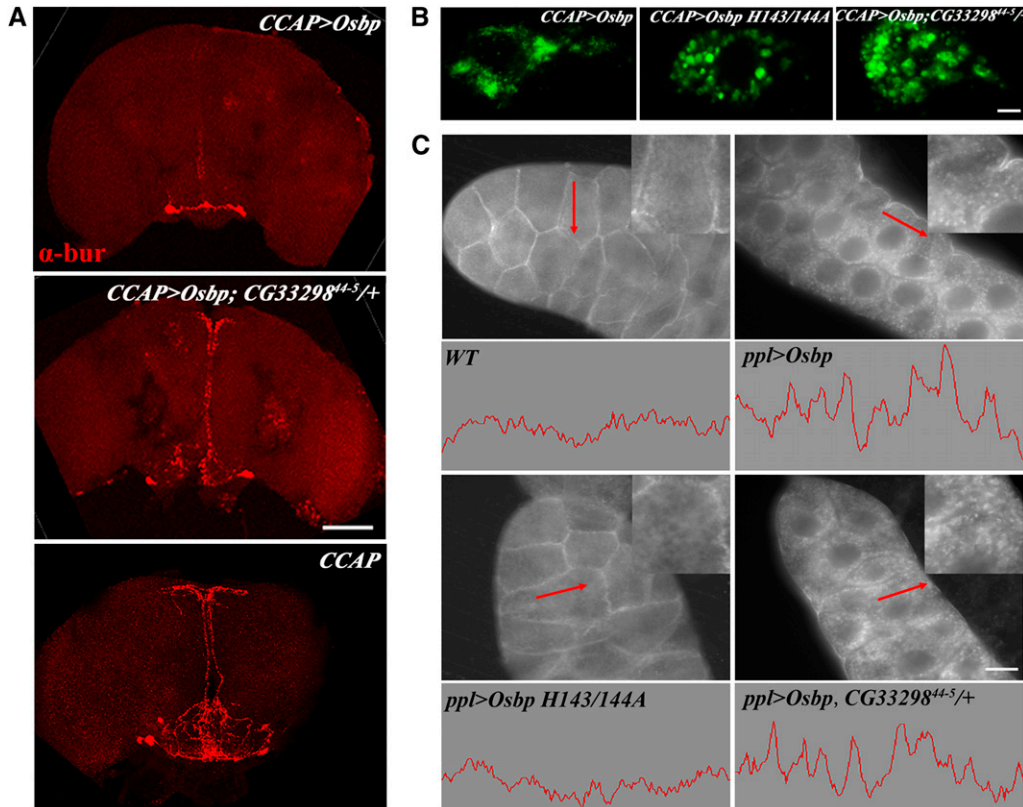 A
CCAP>Osbp
α-bur
CCAP>Osbp; CG33298⁴⁴⁻⁵/+
CCAP
B
CCAP>Osbp
CCAP>Osbp H143/144A
CCAP>Osbp;CG33298⁴⁴⁻⁵/+
C
WT
ppl>Osbp
ppl>Osbp H143/144A
ppl>Osbp, CG33298⁴⁴⁻⁵/+